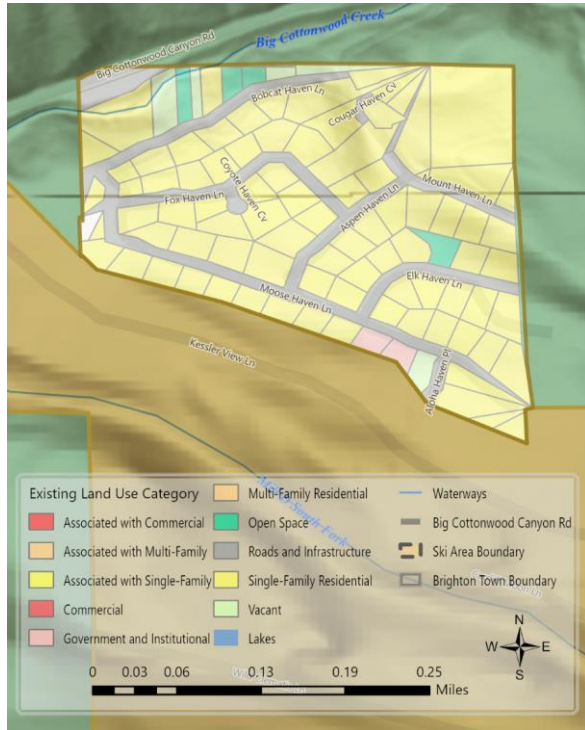 Big Cottonwood Creek
Big Cottonwood Canyon Rd
Bobcat Haven Ln
Cougar Haven Cv
Coyote Haven Cv
Mount Haven Ln
Fox Haven Ln
Aspen Haven Ln
Elk Haven Ln
Moose Haven Ln
Kessler View Ln
Aloha Haven Pl
South Fork
Existing Land Use Category
Associated with Commercial
Associated with Multi-Family
Associated with Single-Family
Commercial
Government and Institutional
Multi-Family Residential
Open Space
Roads and Infrastructure
Single-Family Residential
Vacant
Lakes
Waterways
Big Cottonwood Canyon Rd
Ski Area Boundary
Brighton Town Boundary
N
W E
S
0 0.03 0.06 0.13 0.19 0.25
Miles